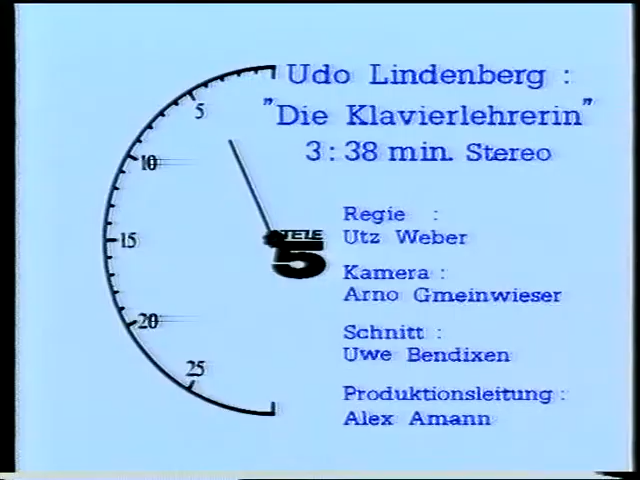 Udo Lindenberg :
"Die Klavierlehrerin"
3:38 min. Stereo
5
10
15
20
25
TELE
5
Regie :
Utz Weber
Kamera :
Arno Gmeinwieser
Schnitt :
Uwe Bendixen
Produktionsleitung :
Alex Amann